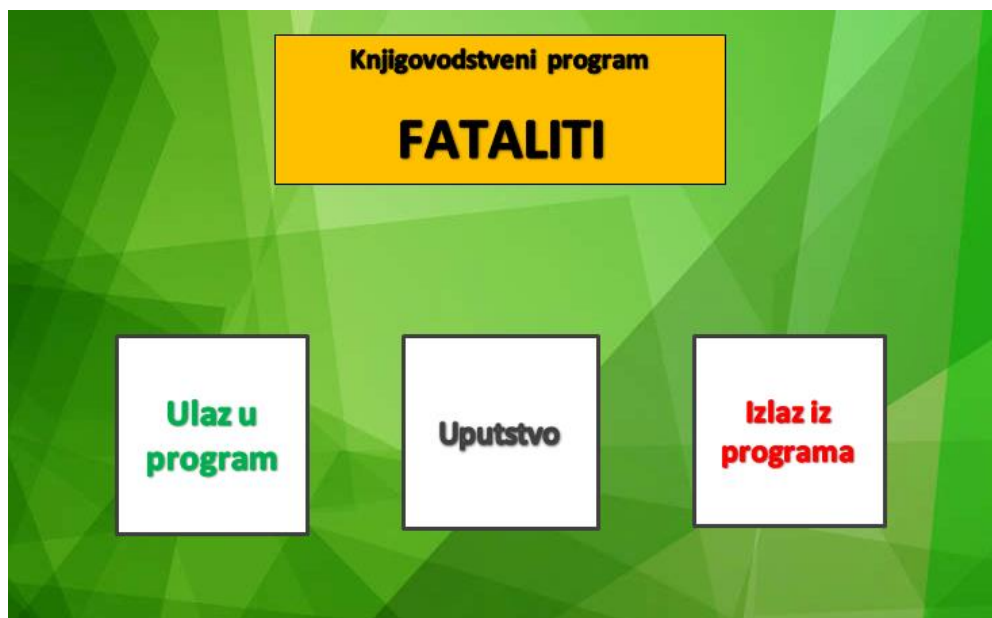 Knjigovodstveni program
FATALITI
Ulaz u
program
Uputstvo
Izlaz iz
programa